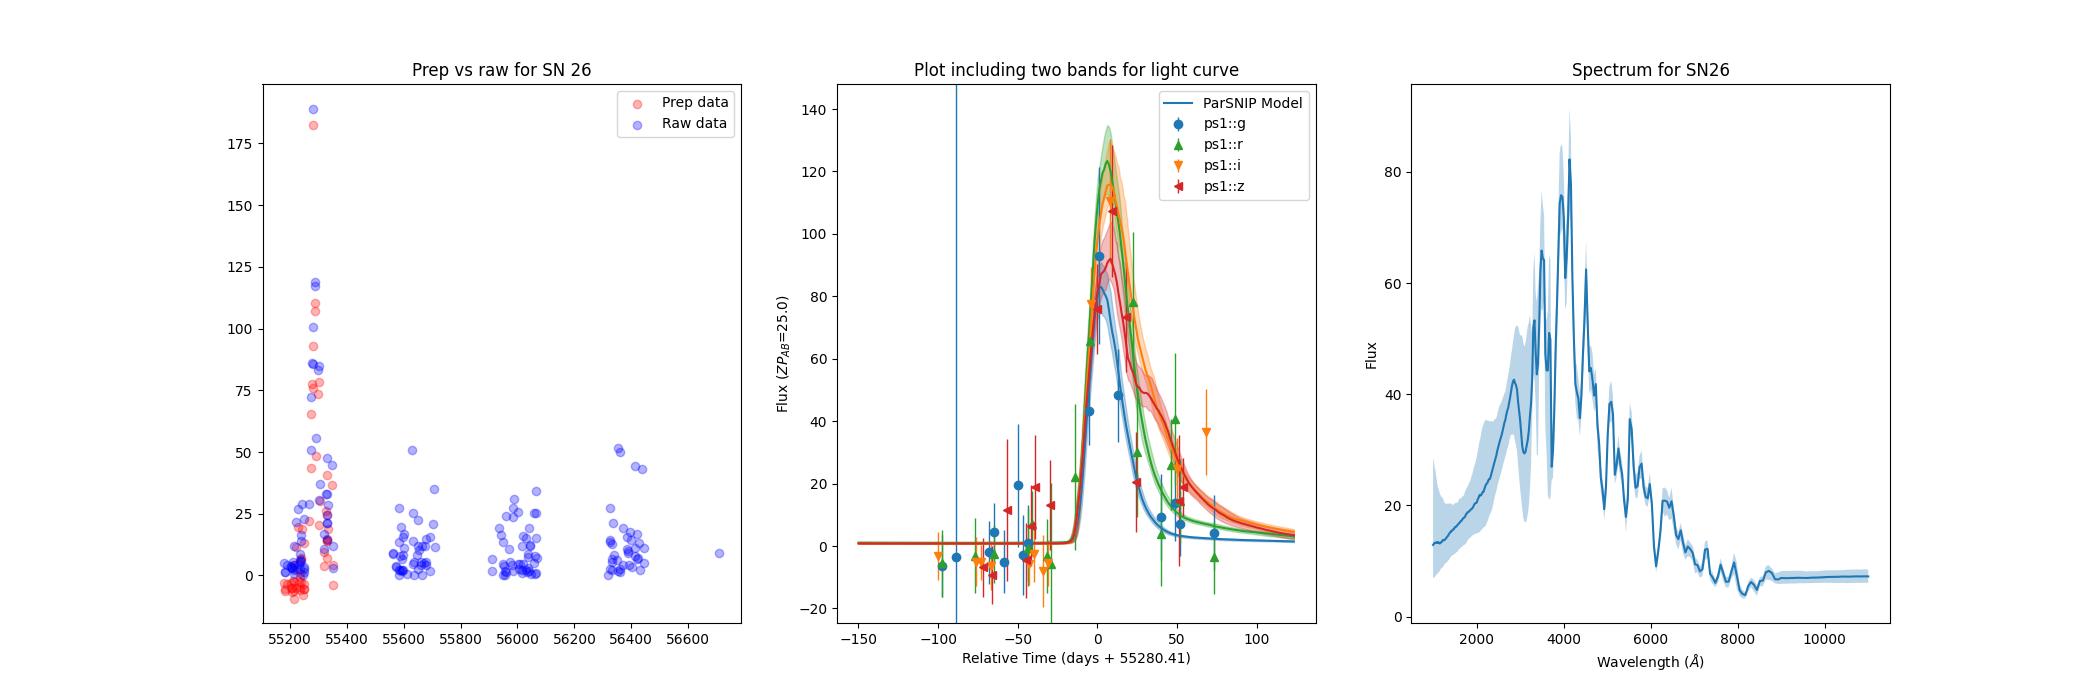 Prep vs raw for SN 26
Prep data
Raw data
175
150
125
100
75
50
25
0
55200 55400 55600 55800 56000 56200 56400 56600
Plot including two bands for light curve
ParSNIP Model
ps1::g
ps1::r
ps1::i
ps1::z
Flux (ZP_AB=25.0)
140
120
100
80
60
40
20
0
−20
−150 −100 −50 0 50 100
Relative Time (days + 55280.41)
Spectrum for SN26
Flux
80
60
40
20
0
2000 4000 6000 8000 10000
Wavelength (Å)